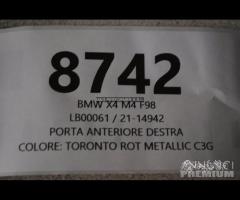 8742
BMW X4 M4 F98
LB00061 / 21-14942
PORTA ANTERIORE DESTRA
COLORE: TORONTO ROT METALLIC C3G
PREMIUM